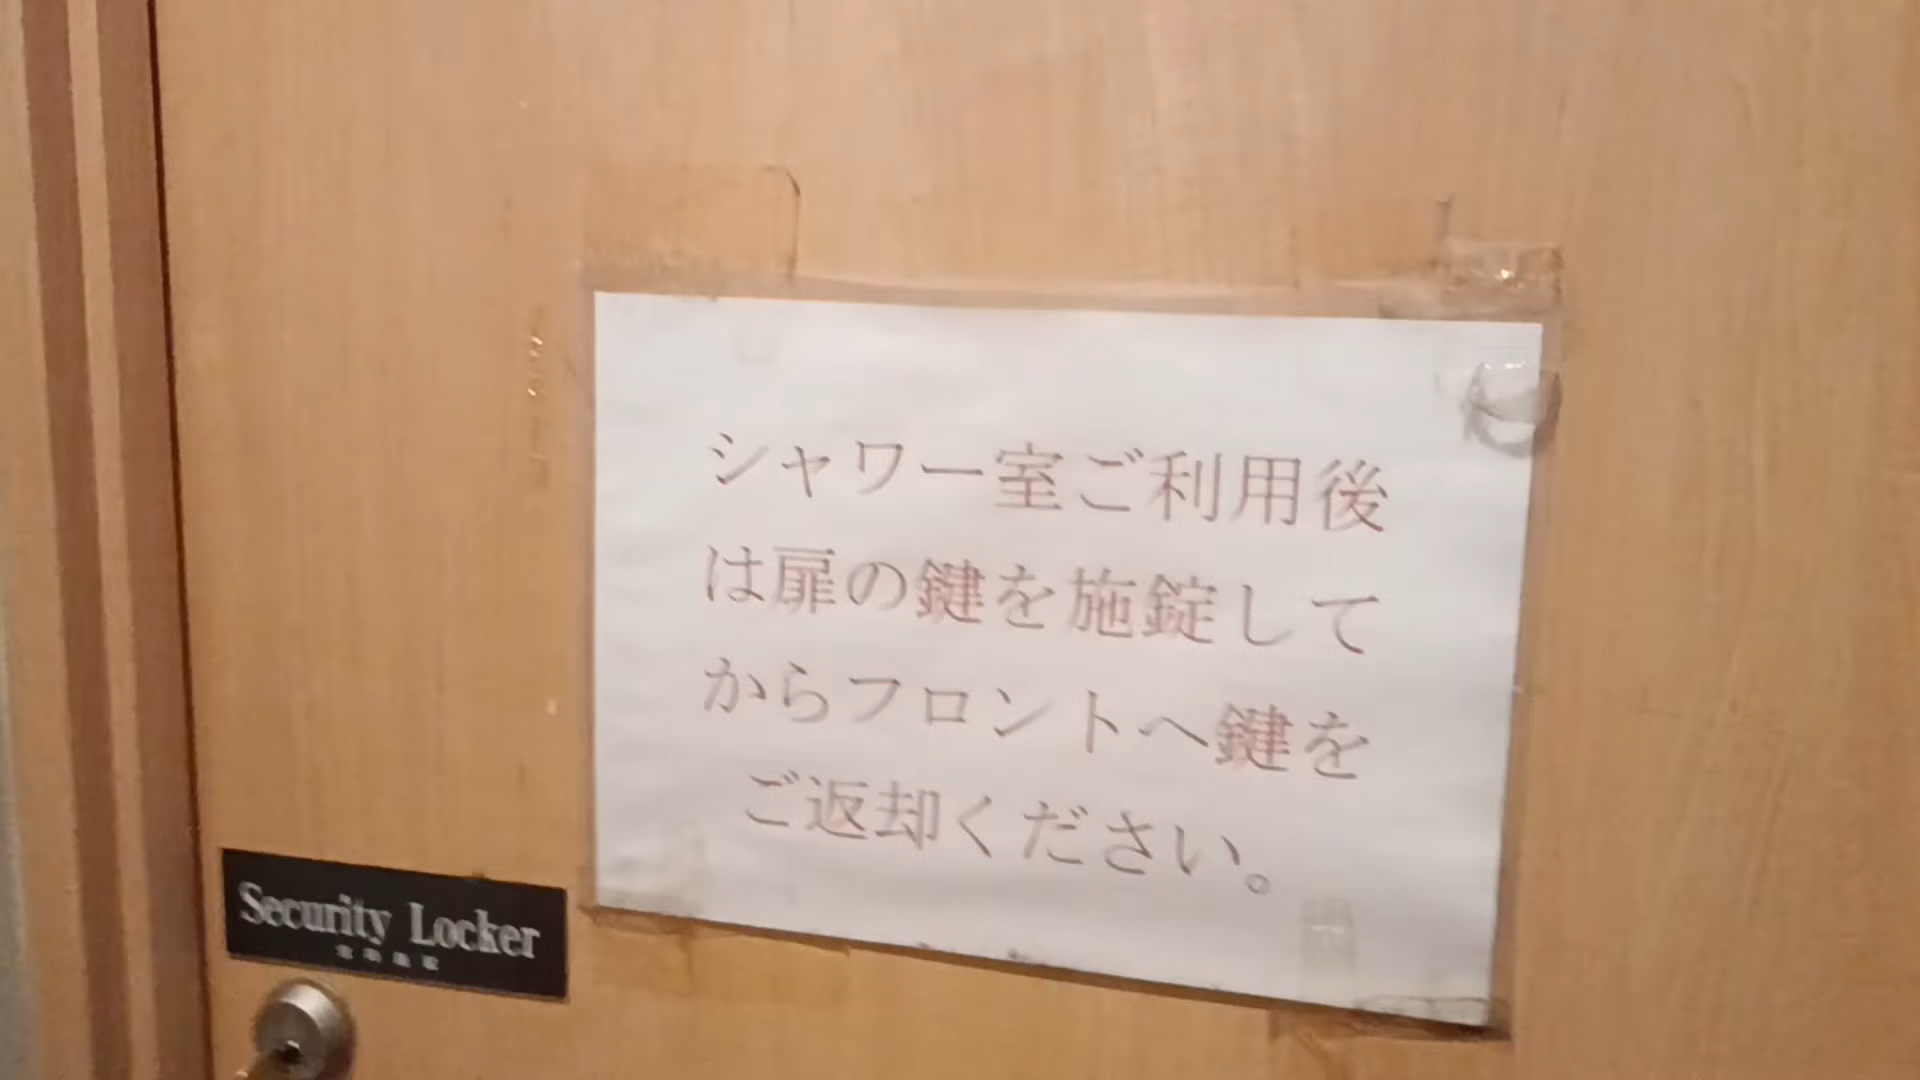 シャワー室ご利用後
は扉の鍵を施錠して
からフロントへ鍵を
ご返却ください。
Security Locker